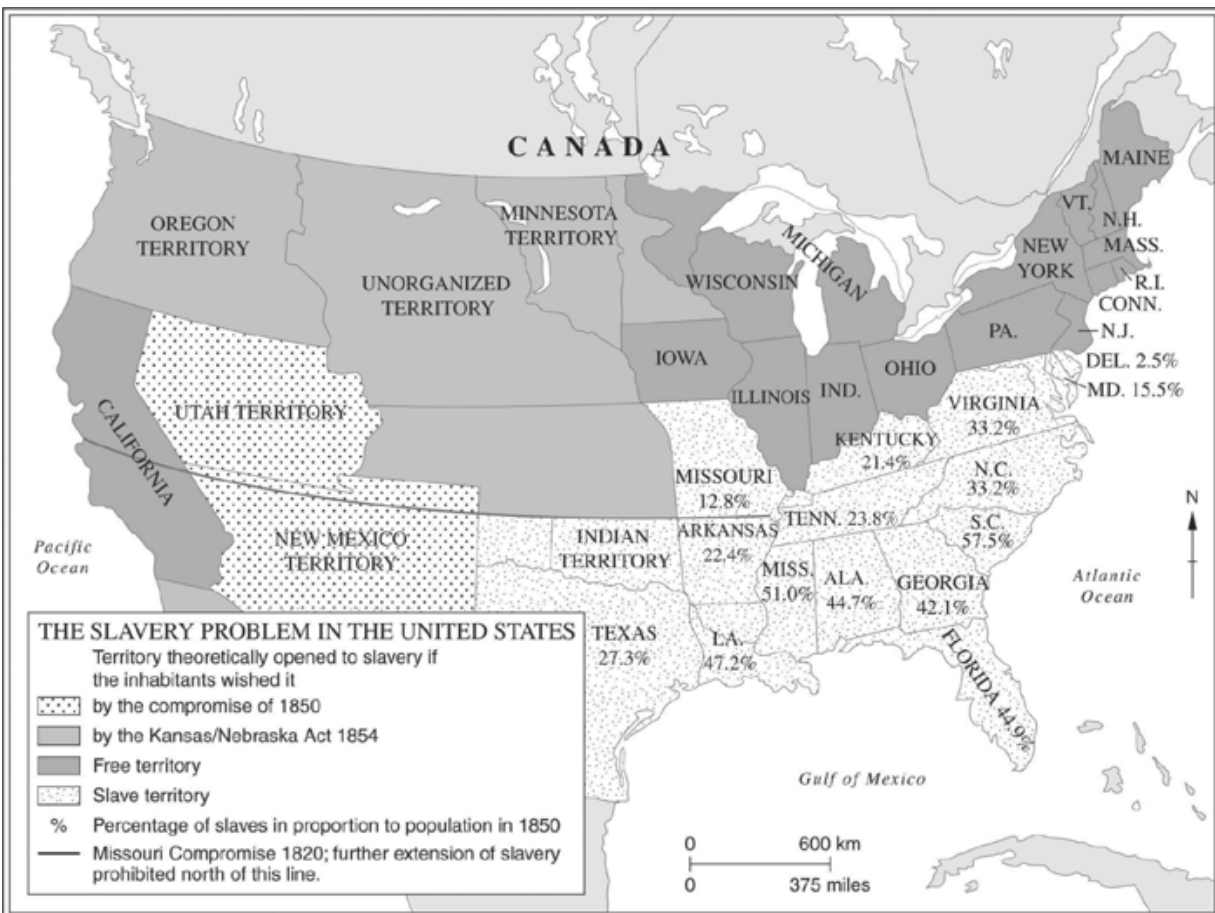 CANADA
MAINE
VT.
N.H.
OREGON
TERRITORY
MINNESOTA
TERRITORY
MICHIGAN
NEW
YORK
MASS.
UNORGANIZED
TERRITORY
WISCONSIN
R.I.
CONN.
PA.
N.J.
IOWA
OHIO
DEL. 2.5%
MD. 15.5%
UTAH TERRITORY
ILLINOIS
IND.
VIRGINIA
33.2%
CALIFORNIA
KENTUCKY
21.4%
MISSOURI
12.8%
N.C.
33.2%
N
TENN. 23.8%
S.C.
57.5%
Pacific
Ocean
NEW MEXICO
TERRITORY
INDIAN
TERRITORY
ARKANSAS
22.4%
MISS.
51.0%
ALA.
44.7%
GEORGIA
42.1%
Atlantic
Ocean
TEXAS
27.3%
LA.
47.2%
FLORIDA 44.9%
Gulf of Mexico
THE SLAVERY PROBLEM IN THE UNITED STATES
Territory theoretically opened to slavery if
the inhabitants wished it
by the compromise of 1850
by the Kansas/Nebraska Act 1854
Free territory
Slave territory
% Percentage of slaves in proportion to population in 1850
Missouri Compromise 1820; further extension of slavery
prohibited north of this line.
0 600 km
0 375 miles